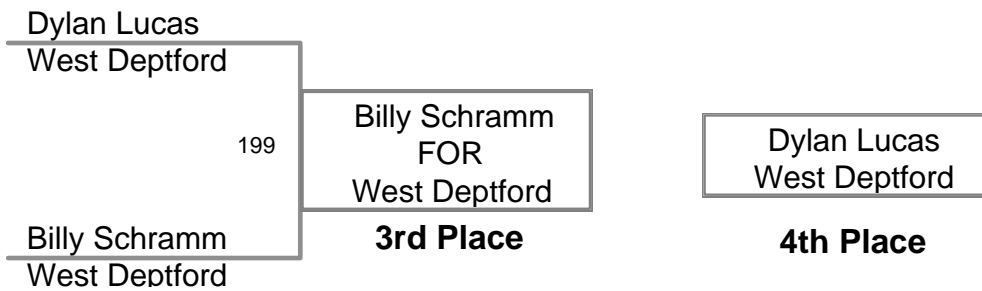 Dylan Lucas
West Deptford
199
Billy Schramm
FOR
West Deptford
3rd Place
Billy Schramm
West Deptford
Dylan Lucas
West Deptford
4th Place